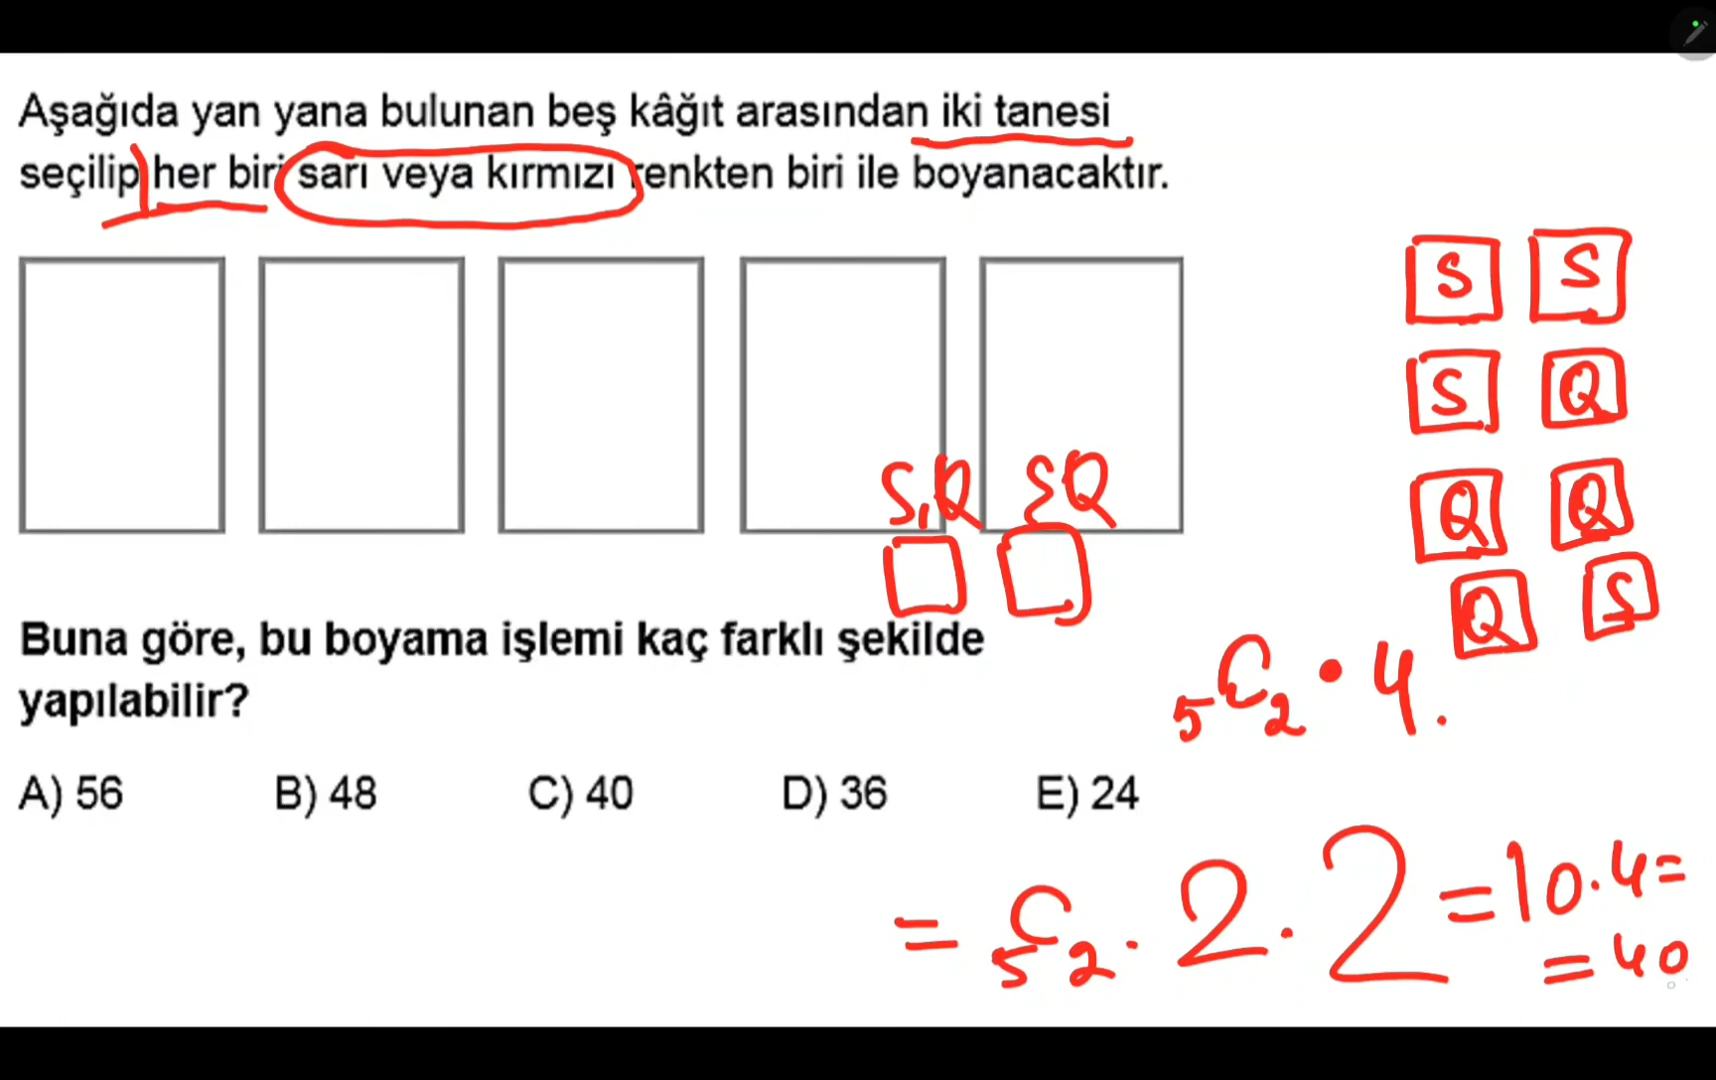 Aşağıda yan yana bulunan beş kâğıt arasından iki tanesi
seçilip her biri sarı veya kırmızı renkten biri ile boyanacaktır.
S S
S Q
S,Q SQ
Q Q
Q S
Buna göre, bu boyama işlemi kaç farklı şekilde
yapılabilir?
5C2 • 4.
A) 56 B) 48 C) 40 D) 36 E) 24
= 5C2 . 2 . 2 = 10.4 =
= 40